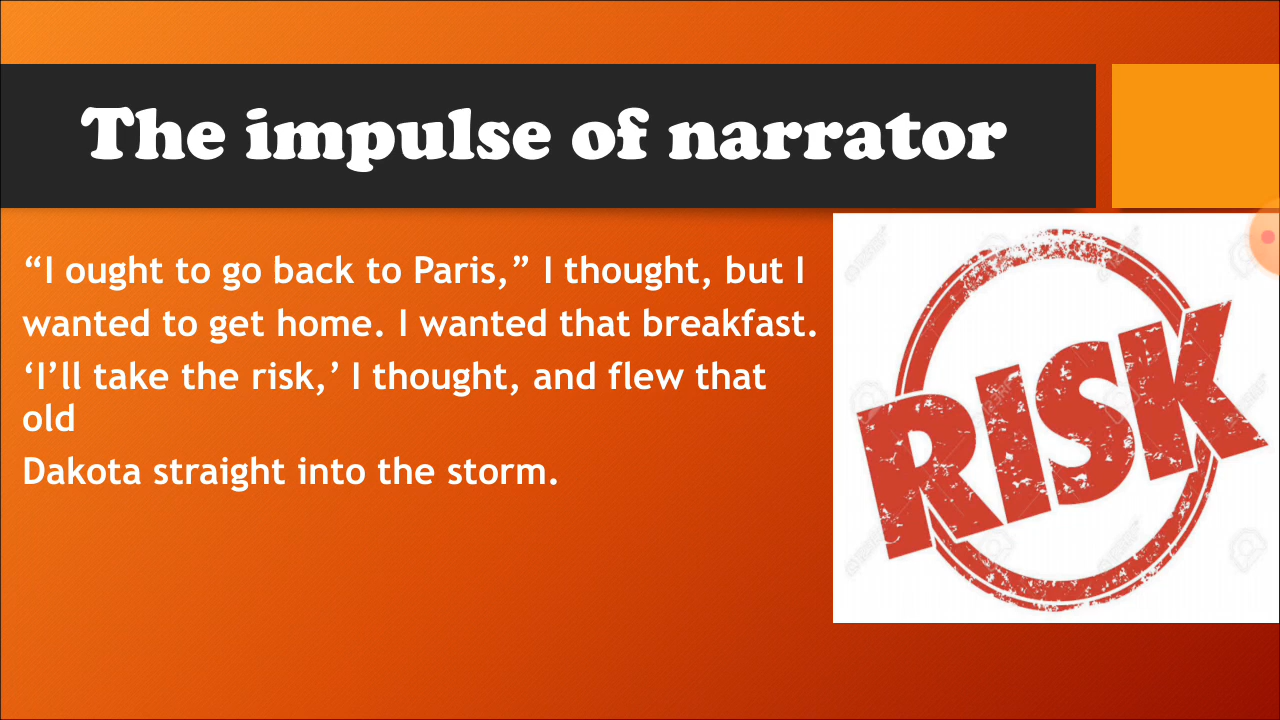 The impulse of narrator
“I ought to go back to Paris,” I thought, but I
wanted to get home. I wanted that breakfast.
‘I’ll take the risk,’ I thought, and flew that
old
Dakota straight into the storm.
RISK